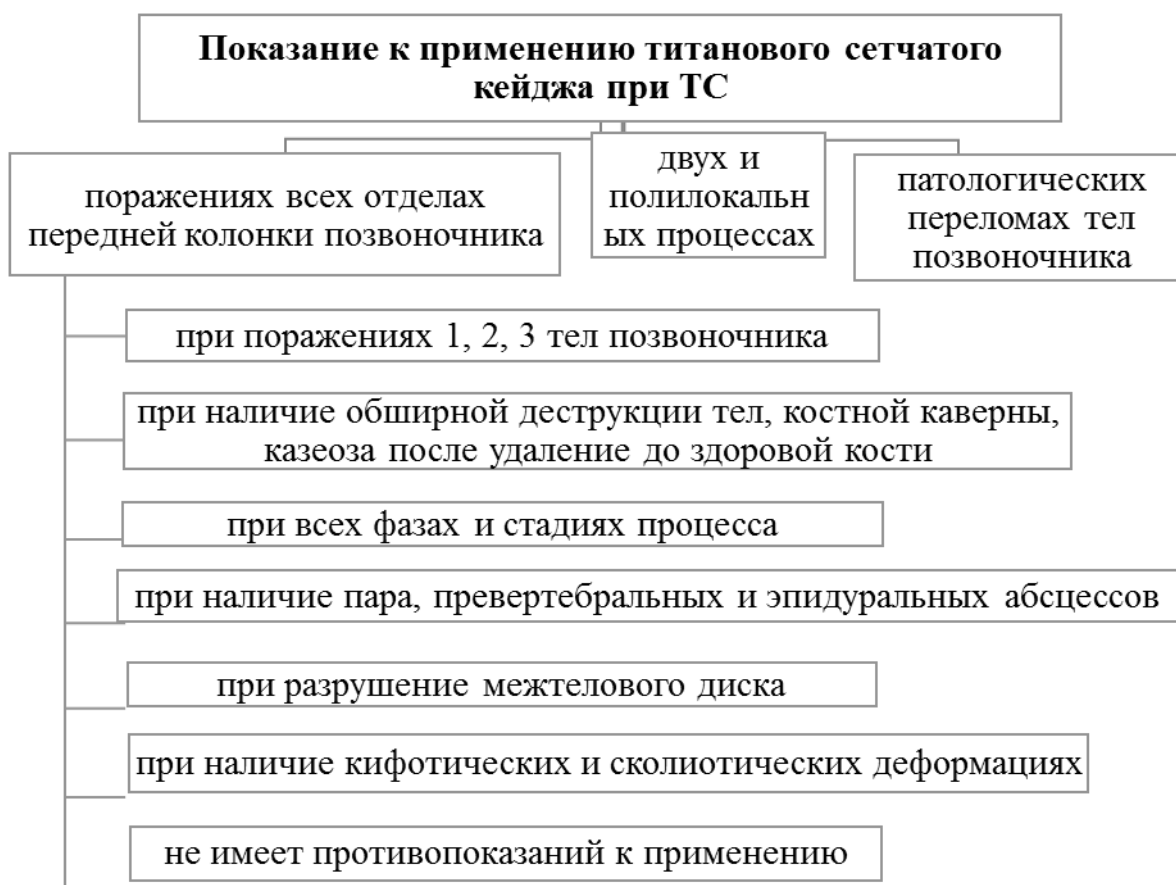 Показание к применению титанового сетчатого
кейджа при ТС
поражениях всех отделах
передней колонки позвоночника
двух и
полилокальн
ых процессах
патологических
переломах тел
позвоночника
при поражениях 1, 2, 3 тел позвоночника
при наличие обширной деструкции тел, костной каверны,
казеоза после удаление до здоровой кости
при всех фазах и стадиях процесса
при наличие пара, превертебральных и эпидуральных абсцессов
при разрушение межтелового диска
при наличие кифотических и сколиотических деформациях
не имеет противопоказаний к применению